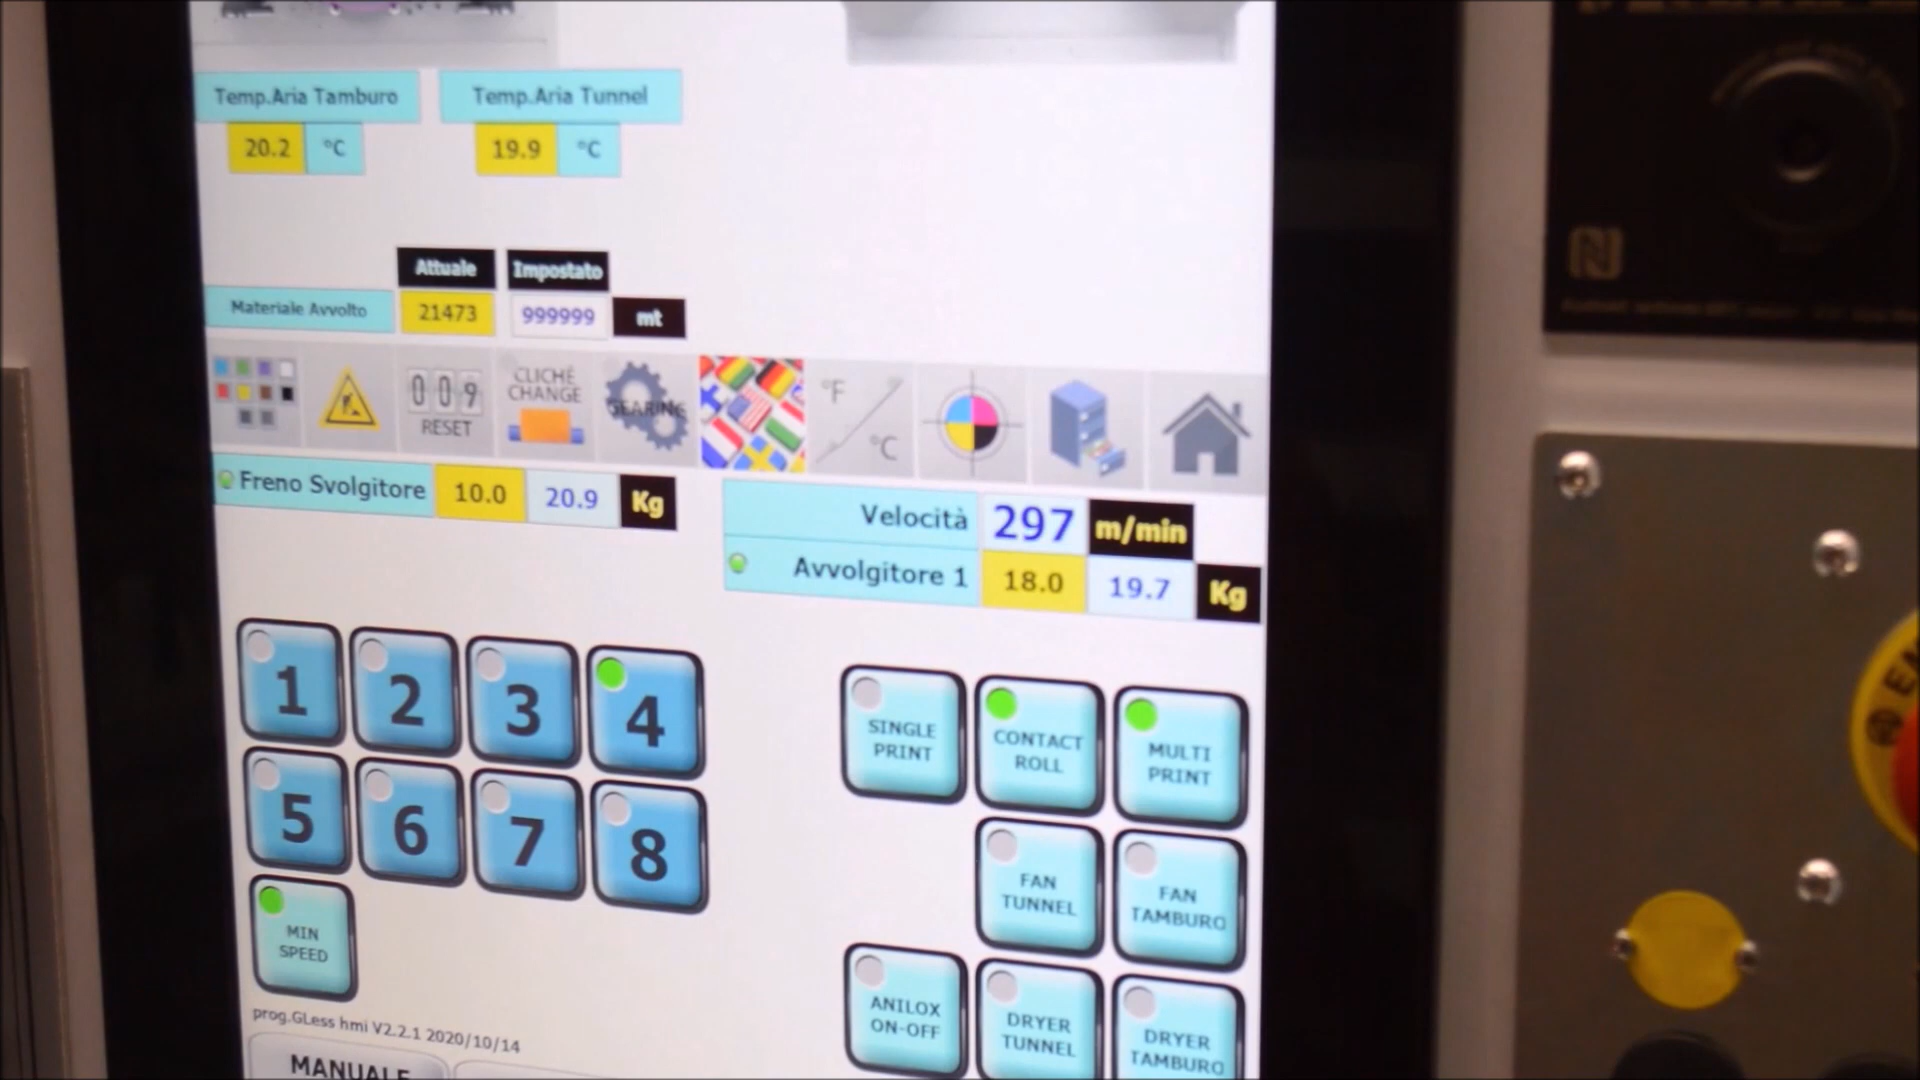 Temp.Aria Tamburo Temp.Aria Tunnel
20.2 °C 19.9 °C
Attuale Impostato
Materiale Avvolto 21473 999999 mt
009 RESET
CLICHÉ CHANGE
GEARING
°F °C
Freno Svolgitore 10.0 20.9 Kg
Velocità 297 m/min
Avvolgitore 1 18.0 19.7 Kg
1 2 3 4
5 6 7 8
MIN
SPEED
SINGLE
PRINT
CONTACT
ROLL
MULTI
PRINT
FAN
TUNNEL
FAN
TAMBURO
ANILOX
ON-OFF
DRYER
TUNNEL
DRYER
TAMBURO
prog.GLess hmi V2.2.1 2020/10/14
MANUALE